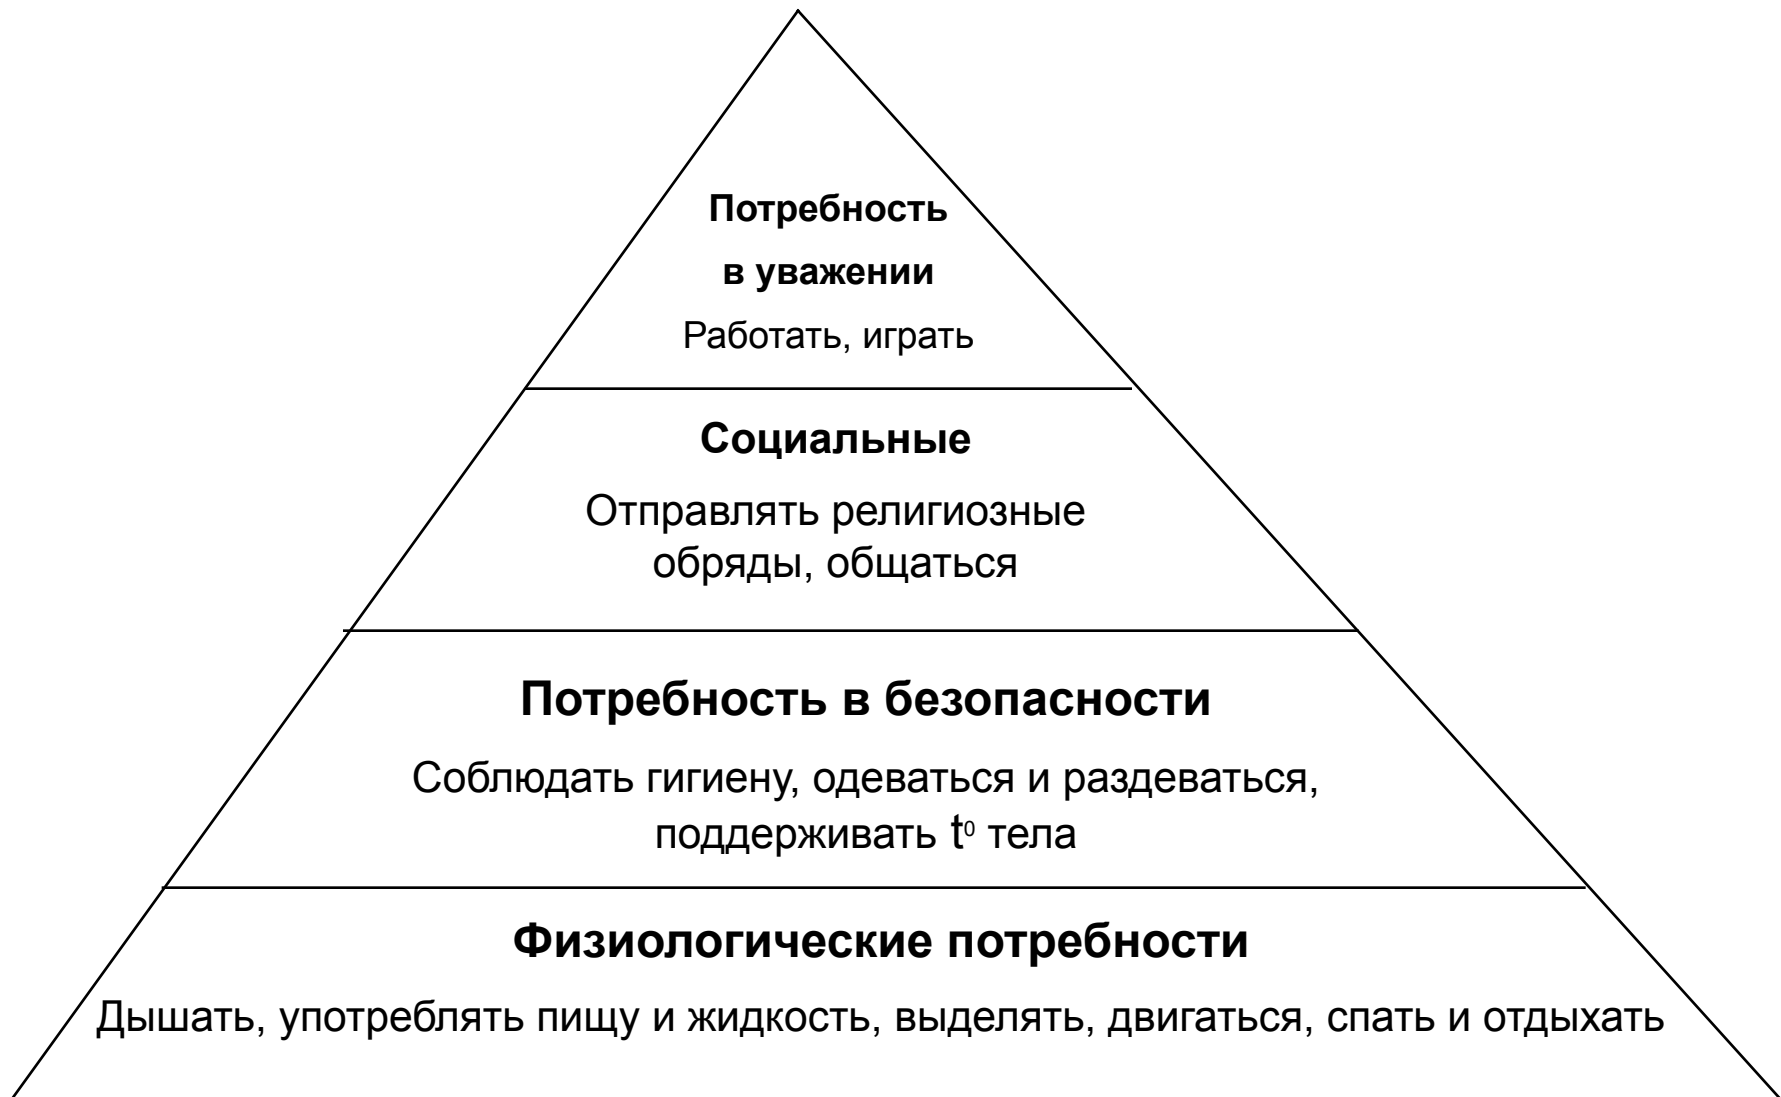 Потребность
в уважении
Работать, играть
Социальные
Отправлять религиозные
обряды, общаться
Потребность в безопасности
Соблюдать гигиену, одеваться и раздеваться,
поддерживать t⁰ тела
Физиологические потребности
Дышать, употреблять пищу и жидкость, выделять, двигаться, спать и отдыхать